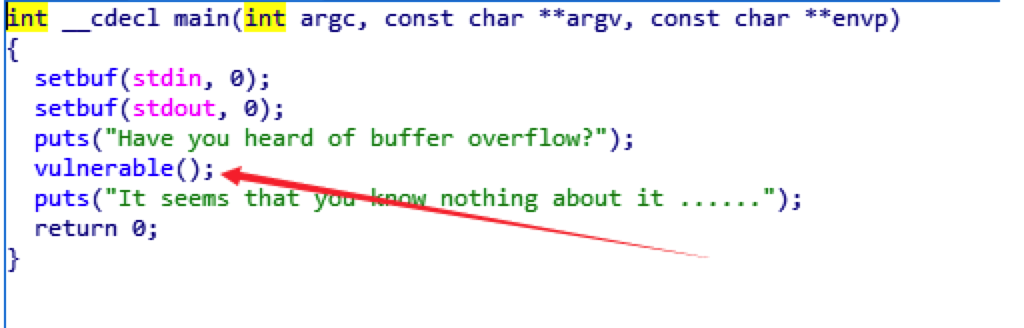 int __cdecl main(int argc, const char **argv, const char **envp)
{
setbuf(stdin, 0);
setbuf(stdout, 0);
puts("Have you heard of buffer overflow?");
vulnerable();
puts("It seems that you know nothing about it ......");
return 0;
}